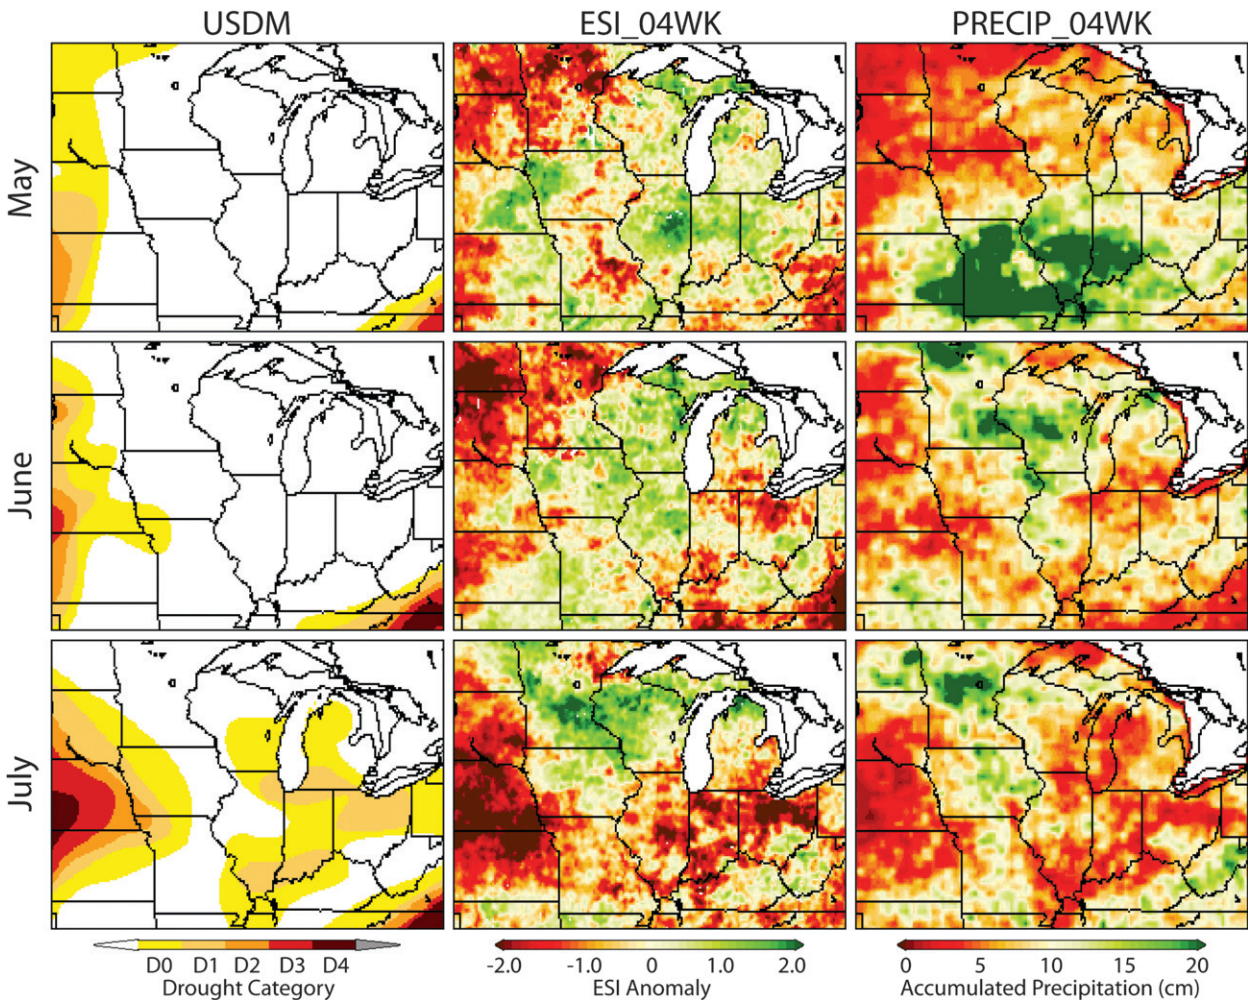 USDM ESI_04WK PRECIP_04WK
May
June
July
D0 D1 D2 D3 D4
Drought Category
-2.0 -1.0 0 1.0 2.0
ESI Anomaly
0 5 10 15 20
Accumulated Precipitation (cm)